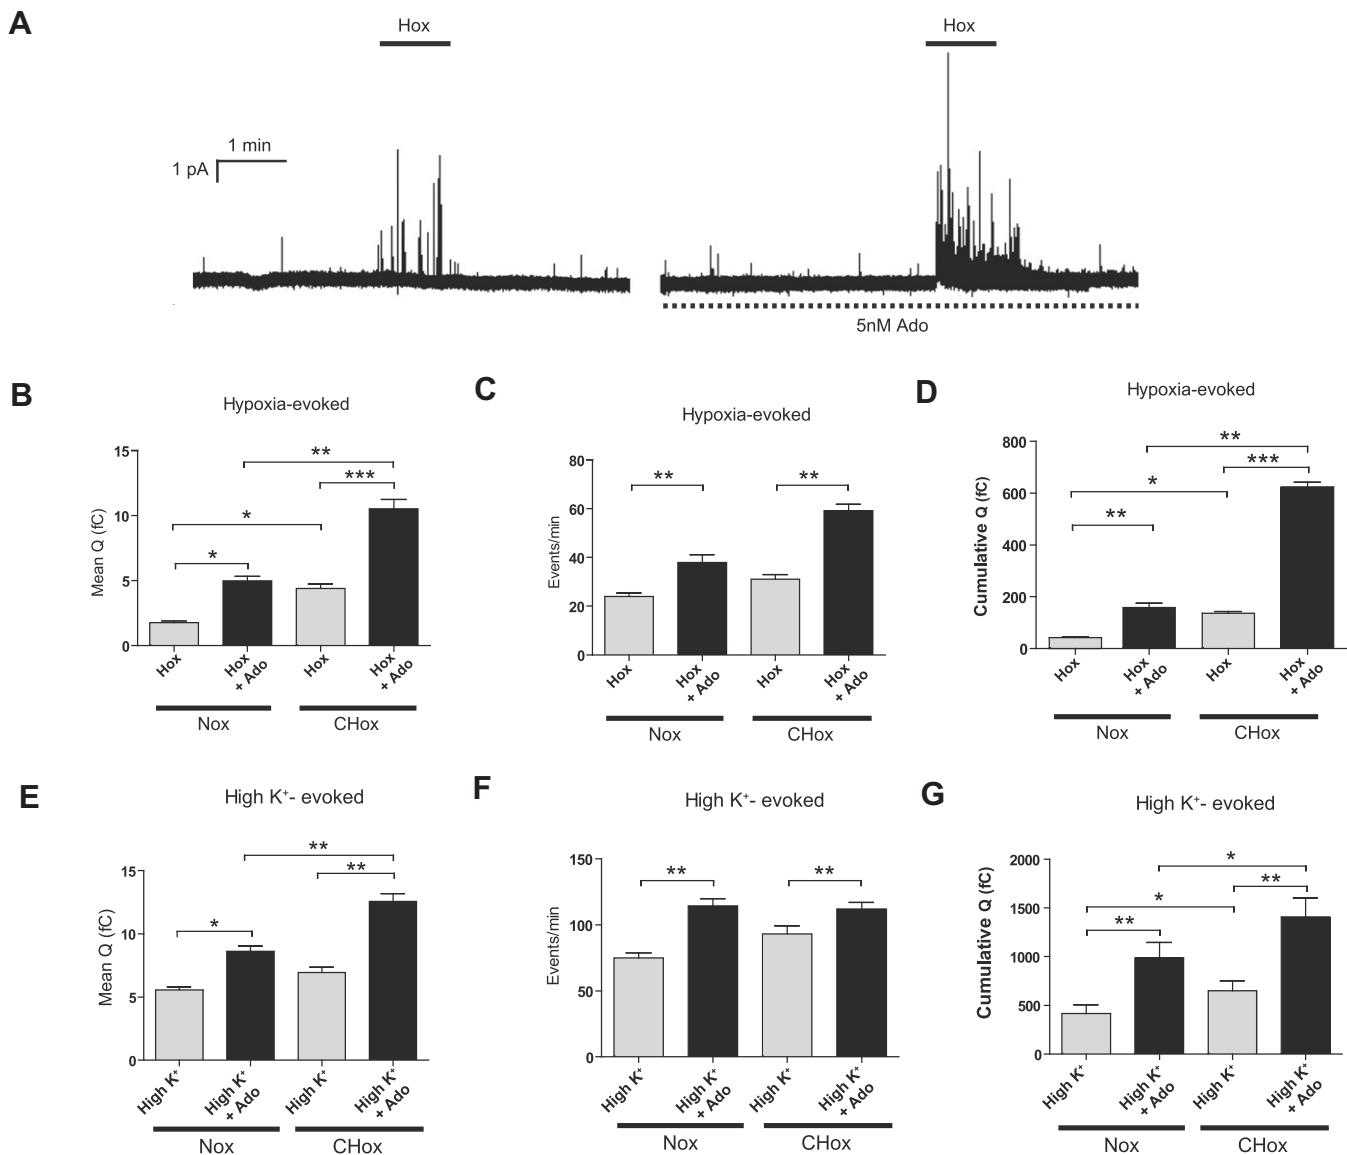 A
Hox
Hox
1 min
1 pA
5nM Ado
B
Hypoxia-evoked
Mean Q (fC)
15
10
5
0
**
***
*
*
Hox
Hox
+ Ado
Hox
Hox
+ Ado
Nox
CHox
C
Hypoxia-evoked
Events/min
80
60
40
20
0
**
**
Hox
Hox
+ Ado
Hox
Hox
+ Ado
Nox
CHox
D
Hypoxia-evoked
Cumulative Q (fC)
800
600
400
200
0
**
***
*
**
Hox
Hox
+ Ado
Hox
Hox
+ Ado
Nox
CHox
E
High K⁺- evoked
Mean Q (fC)
15
10
5
0
**
**
*
High K⁺
High K⁺
+ Ado
High K⁺
High K⁺
+ Ado
Nox
CHox
F
High K⁺- evoked
Events/min
150
100
50
0
**
**
High K⁺
High K⁺
+ Ado
High K⁺
High K⁺
+ Ado
Nox
CHox
G
High K⁺- evoked
Cumulative Q (fC)
2000
1500
1000
500
0
*
**
*
**
High K⁺
High K⁺
+ Ado
High K⁺
High K⁺
+ Ado
Nox
CHox